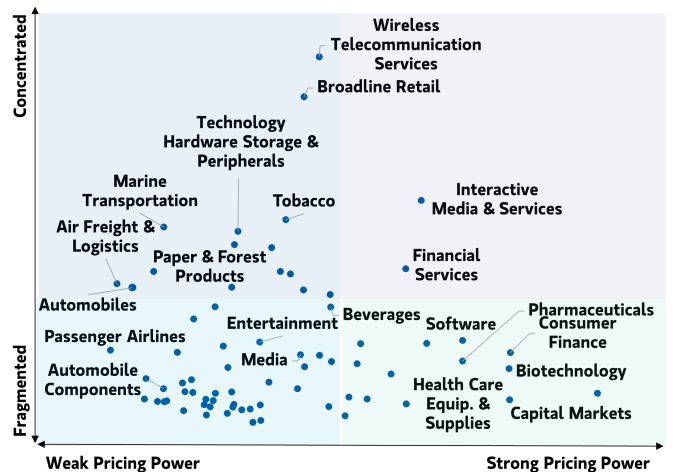 Concentrated
Fragmented
Wireless
Telecommunication
Services
Broadline Retail
Technology
Hardware Storage &
Peripherals
Marine
Transportation
Tobacco
Interactive
Media & Services
Air Freight &
Logistics
Paper & Forest
Products
Financial
Services
Automobiles
Beverages
Pharmaceuticals
Entertainment
Software
Consumer
Finance
Passenger Airlines
Media
Automobile
Components
Biotechnology
Health Care
Equip. &
Supplies
Capital Markets
Weak Pricing Power
Strong Pricing Power